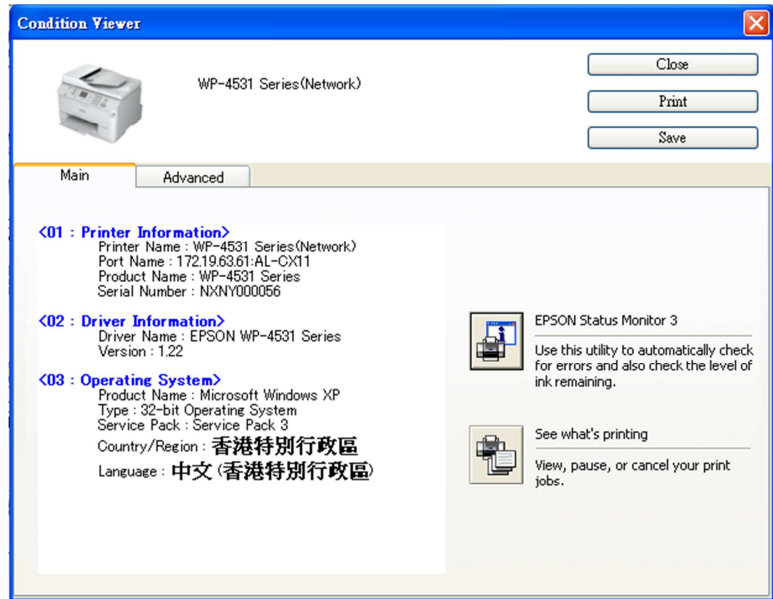 Condition Viewer
WP-4531 Series(Network)
Close
Print
Save
Main
Advanced
<01 : Printer Information>
Printer Name : WP-4531 Series(Network)
Port Name : 172.19.63.61:AL-CX11
Product Name : WP-4531 Series
Serial Number : NXNY000056
<02 : Driver Information>
Driver Name : EPSON WP-4531 Series
Version : 1.22
<03 : Operating System>
Product Name : Microsoft Windows XP
Type : 32-bit Operating System
Service Pack : Service Pack 3
Country/Region : 香港特別行政區
Language : 中文 (香港特別行政區)
EPSON Status Monitor 3
Use this utility to automatically check
for errors and also check the level of
ink remaining.
See what's printing
View, pause, or cancel your print
jobs.